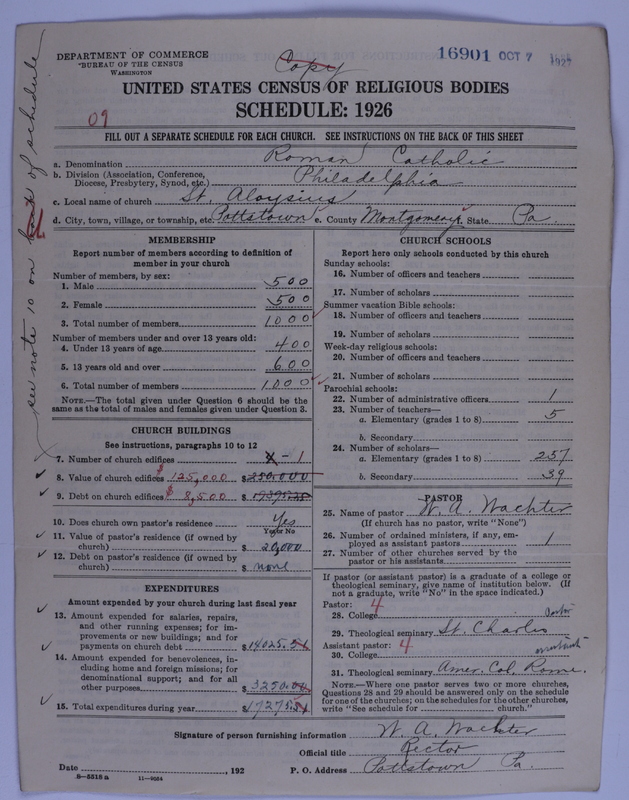 DEPARTMENT OF COMMERCE
BUREAU OF THE CENSUS
WASHINGTON
Copy
16901 OCT 7 1927
UNITED STATES CENSUS OF RELIGIOUS BODIES
SCHEDULE: 1926
09
FILL OUT A SEPARATE SCHEDULE FOR EACH CHURCH. SEE INSTRUCTIONS ON THE BACK OF THIS SHEET
see note 10 on back of schedule
a. Denomination Roman Catholic
b. Division (Association, Conference, Diocese, Presbytery, Synod, etc.) Philadelphia
c. Local name of church St. Aloysius
d. City, town, village, or township, etc. Pottstown e. County Montgomery f. State Pa.
MEMBERSHIP
Report number of members according to definition of
member in your church
Number of members, by sex:
1. Male 500
2. Female 500
3. Total number of members 1000
Number of members under and over 13 years old:
4. Under 13 years of age 400
5. 13 years old and over 600
6. Total number of members 1000
NOTE.—The total given under Question 6 should be
the same as the total of males and females given under Question 3.
CHURCH BUILDINGS
See instructions, paragraphs 10 to 12
7. Number of church edifices 1
8. Value of church edifices $125,000 $250.000
9. Debt on church edifices $8,500
10. Does church own pastor's residence Yes
Yes or No
11. Value of pastor's residence (if owned by
church) $20,000
12. Debt on pastor's residence (if owned by
church) $none
EXPENDITURES
Amount expended by your church during last fiscal year
13. Amount expended for salaries, repairs,
and other running expenses; for im-
provements or new buildings; and for
payments on church debt $14025.51
14. Amount expended for benevolences, in-
cluding home and foreign missions; for
denominational support; and for all
other purposes 3250.00
15. Total expenditures during year $17275.51
CHURCH SCHOOLS
Report here only schools conducted by this church
Sunday schools:
16. Number of officers and teachers
17. Number of scholars
Summer vacation Bible schools:
18. Number of officers and teachers
19. Number of scholars
Week-day religious schools:
20. Number of officers and teachers
21. Number of scholars
Parochial schools:
22. Number of administrative officers 1
23. Number of teachers—
a. Elementary (grades 1 to 8) 5
b. Secondary
24. Number of scholars—
a. Elementary (grades 1 to 8) 257
b. Secondary 39
PASTOR
25. Name of pastor W. A. Wachter
(If church has no pastor, write "None")
26. Number of ordained ministers, if any, em-
ployed as assistant pastors 1
27. Number of other churches served by the
pastor or his assistants
If pastor (or assistant pastor) is a graduate of a college or
theological seminary, give name of institution below. (If
not a graduate, write "No" in the space indicated.)
Pastor: 4
28. College
29. Theological seminary St. Charles
Assistant pastor: 4
30. College
31. Theological seminary Amer. Col. Rome.
NOTE.—Where one pastor serves two or more churches,
Questions 28 and 29 should be answered only on the schedule
for one of the churches; on the schedules for the other churches,
write "See schedule for church."
Signature of person furnishing information W. A. Wachter
Official title Rector
Date , 192 P. O. Address Pottstown Pa.
8-5518 a 11-9554